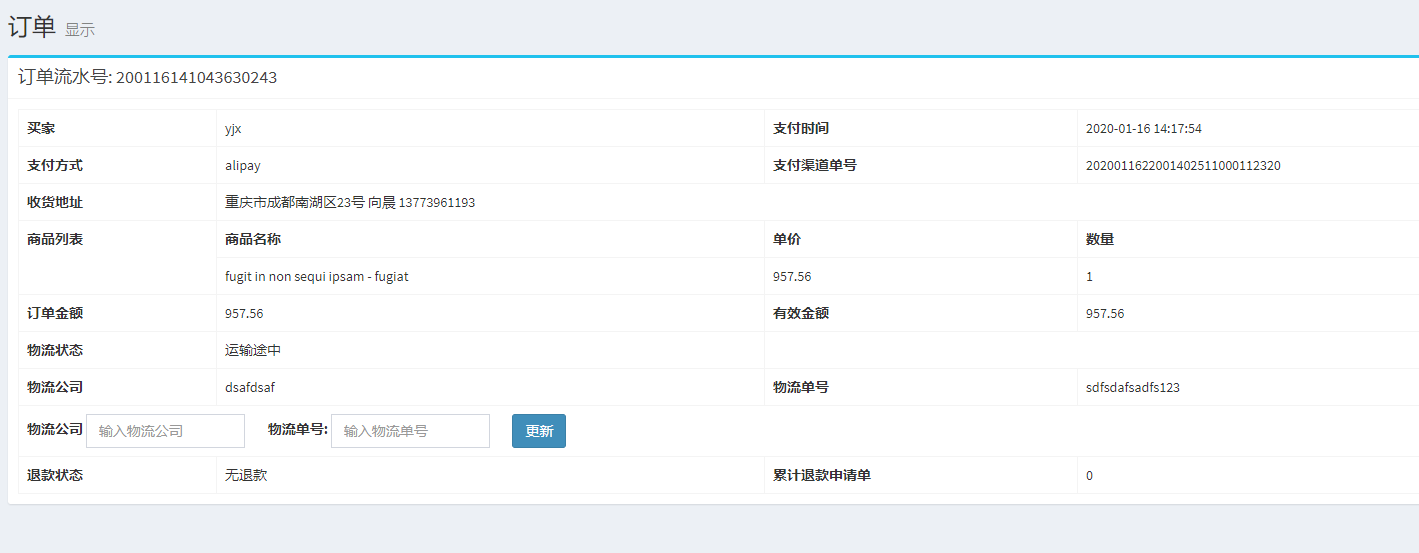 订单 显示
订单流水号: 200116141043630243
买家 yjx 支付时间 2020-01-16 14:17:54
支付方式 alipay 支付渠道单号 2020011622001402511000112320
收货地址 重庆市成都南湖区23号 向晨 13773961193
商品列表 商品名称 单价 数量
fugit in non sequi ipsam - fugiat 957.56 1
订单金额 957.56 有效金额 957.56
物流状态 运输途中
物流公司 dsafdsaf 物流单号 sdfsdafsadfs123
物流公司 输入物流公司 物流单号: 输入物流单号 更新
退款状态 无退款 累计退款申请单 0